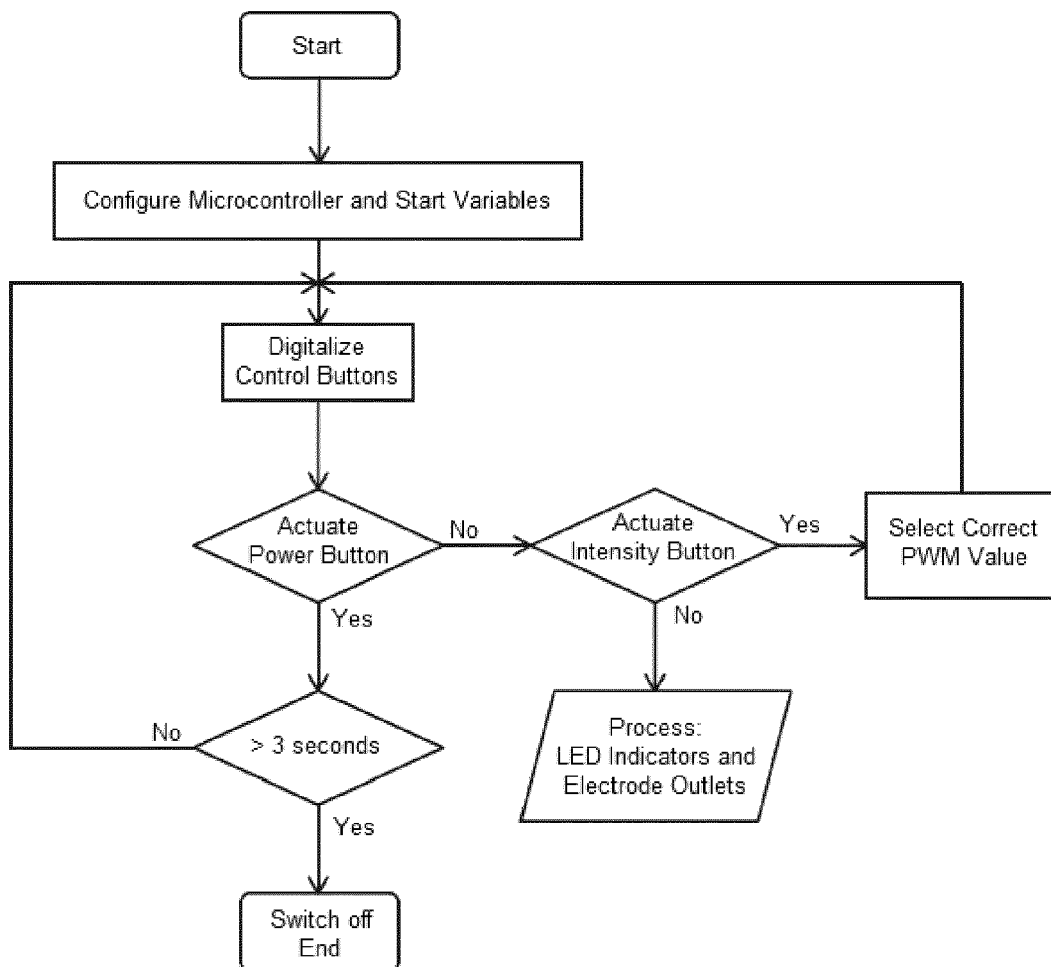 Start
Configure Microcontroller and Start Variables
Digitalize
Control Buttons
Actuate
Power Button
No
Actuate
Intensity Button
Yes
Select Correct
PWM Value
Yes
No
No
> 3 seconds
Process:
LED Indicators and
Electrode Outlets
Yes
Switch off
End